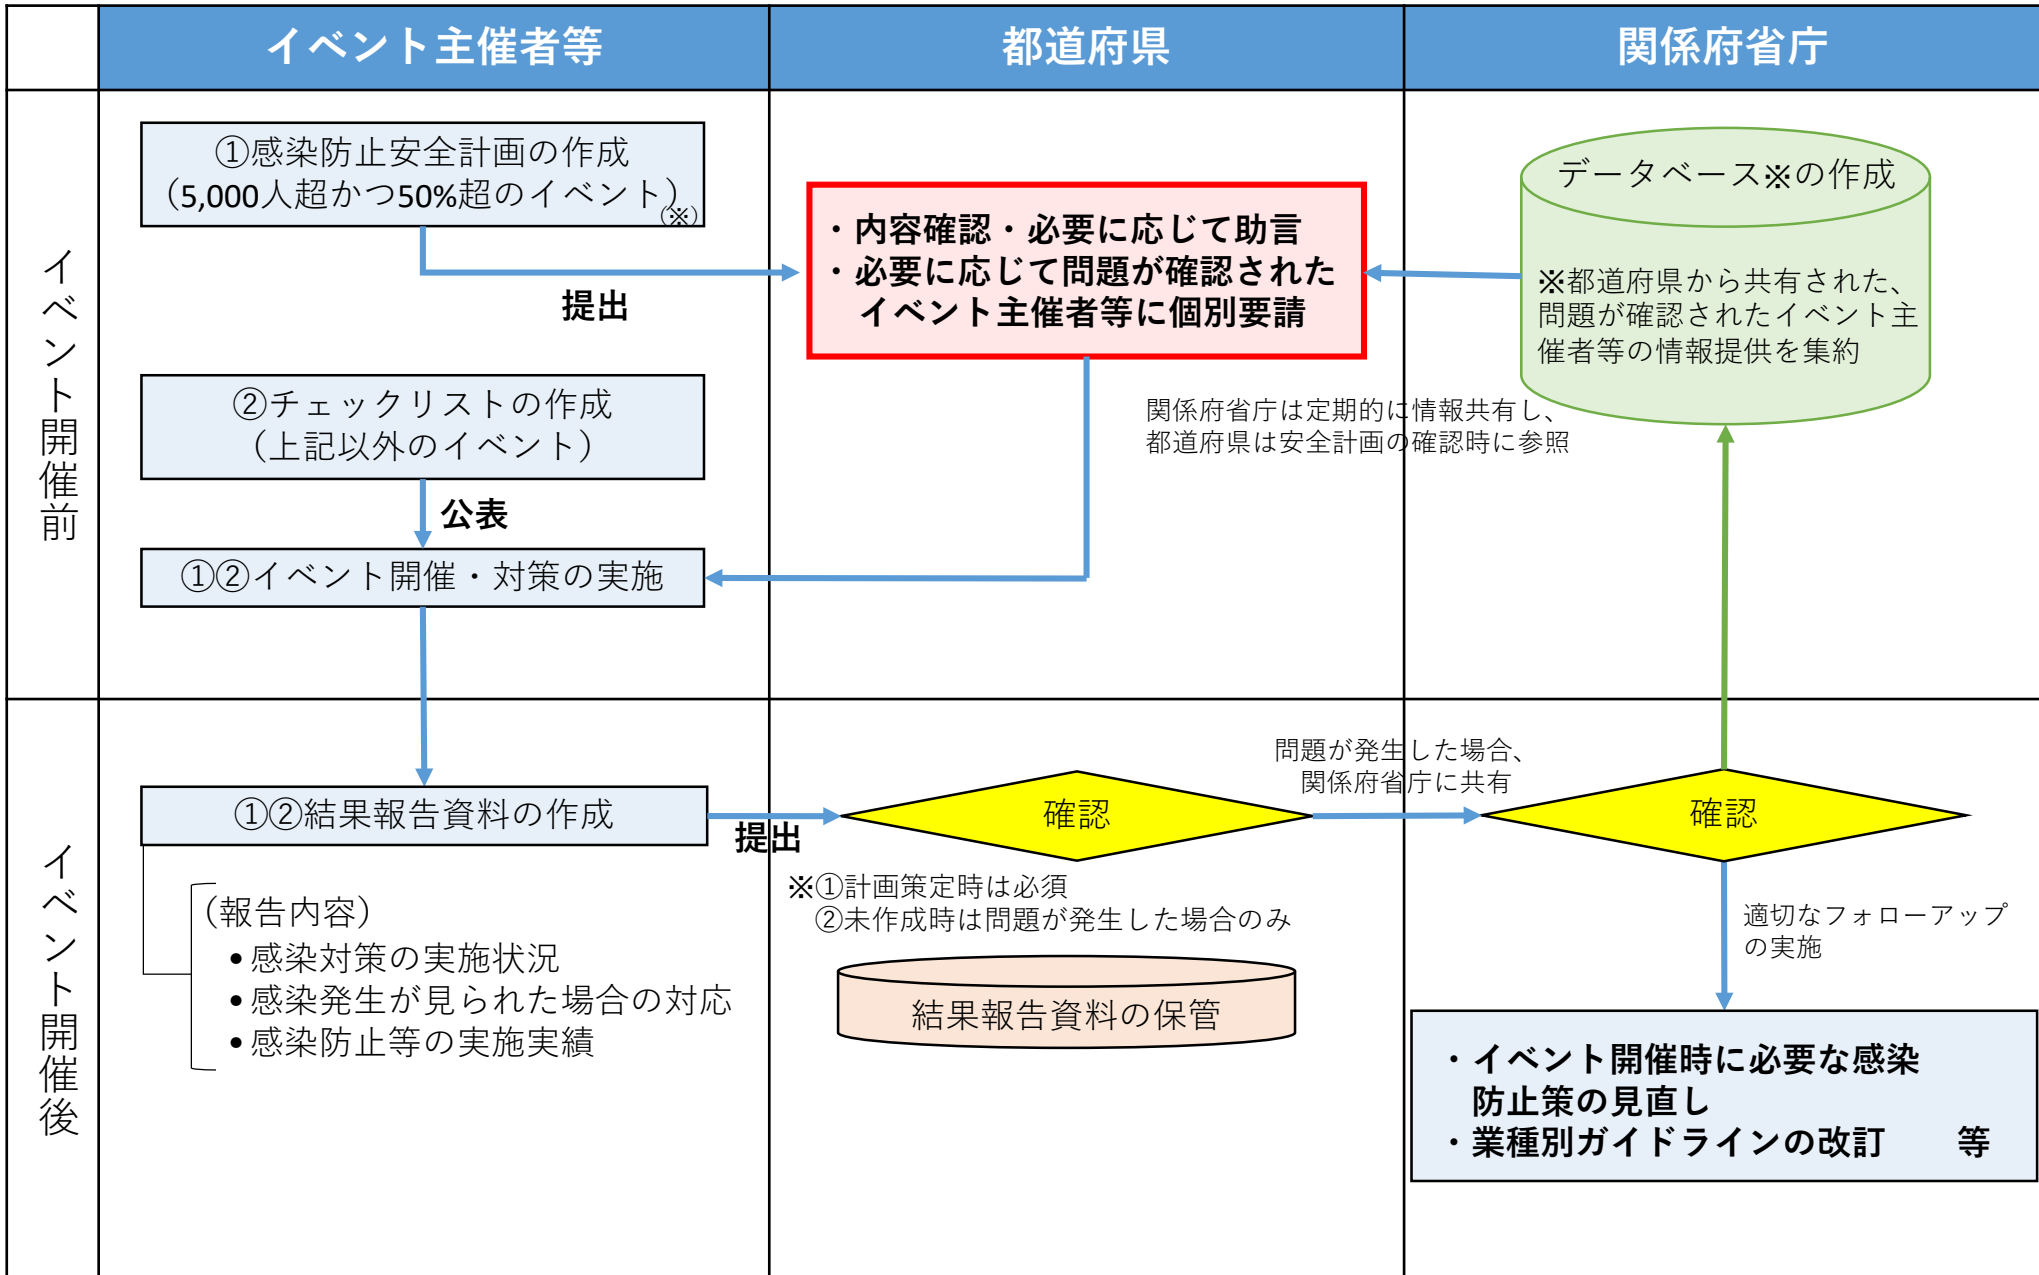 イベント主催者等
都道府県
関係府省庁
イベント開催前
①感染防止安全計画の作成
（5,000人超かつ50%超のイベント）
(※)
提出
・内容確認・必要に応じて助言
・必要に応じて問題が確認された
イベント主催者等に個別要請
データベース※の作成
※都道府県から共有された、
問題が確認されたイベント主
催者等の情報提供を集約
②チェックリストの作成
（上記以外のイベント）
関係府省庁は定期的に情報共有し、
都道府県は安全計画の確認時に参照
公表
①②イベント開催・対策の実施
イベント開催後
①②結果報告資料の作成
提出
確認
問題が発生した場合、
関係府省庁に共有
確認
（報告内容）
•感染対策の実施状況
•感染発生が見られた場合の対応
•感染防止等の実施実績
※①計画策定時は必須
②未作成時は問題が発生した場合のみ
結果報告資料の保管
適切なフォローアップ
の実施
・イベント開催時に必要な感染
防止策の見直し
・業種別ガイドラインの改訂　　等